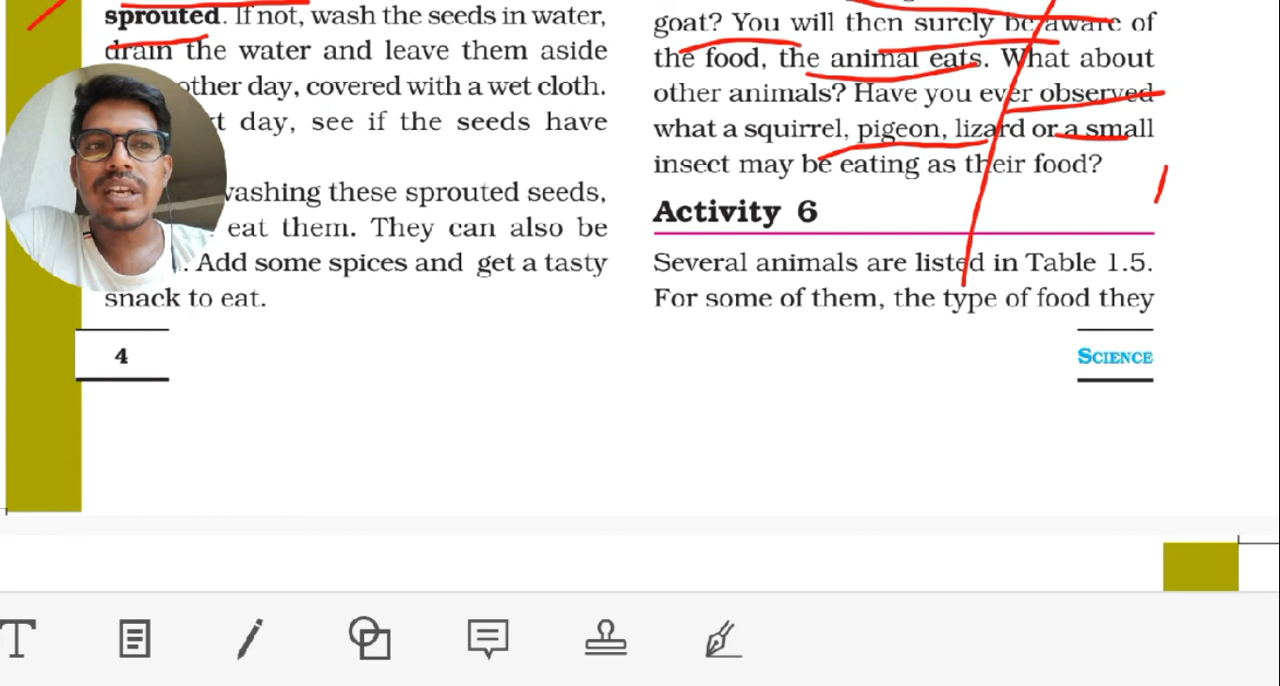 sprouted. If not, wash the seeds in water,
drain the water and leave them aside
other day, covered with a wet cloth.
day, see if the seeds have
washing these sprouted seeds,
eat them. They can also be
. Add some spices and get a tasty
snack to eat.
4
goat? You will then surely be aware of
the food, the animal eats. What about
other animals? Have you ever observed
what a squirrel, pigeon, lizard or a small
insect may be eating as their food?
Activity 6
Several animals are listed in Table 1.5.
For some of them, the type of food they
SCIENCE
T